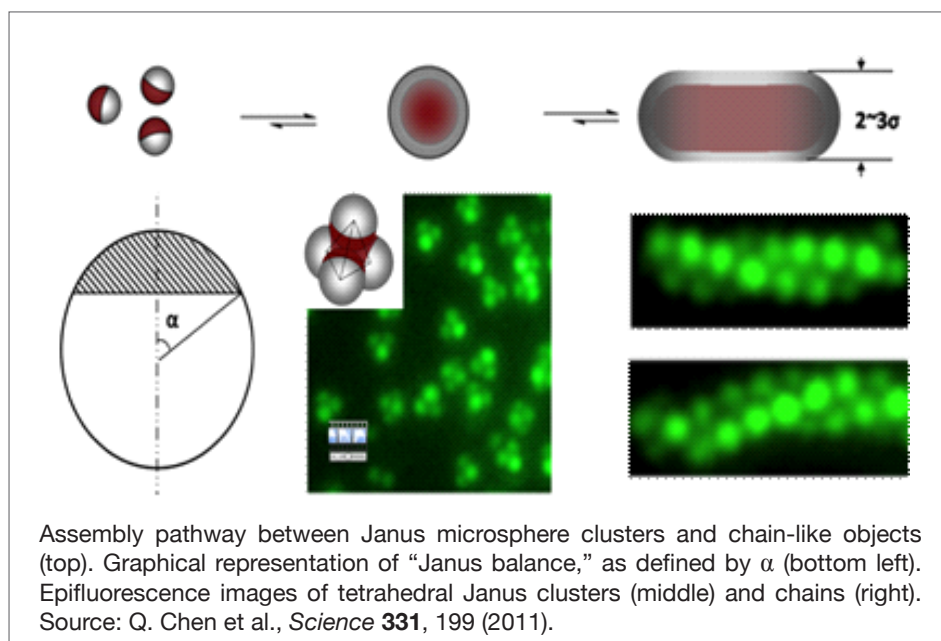 2~3σ
α
Assembly pathway between Janus microsphere clusters and chain-like objects
(top). Graphical representation of “Janus balance,” as defined by α (bottom left).
Epifluorescence images of tetrahedral Janus clusters (middle) and chains (right).
Source: Q. Chen et al., Science 331, 199 (2011).